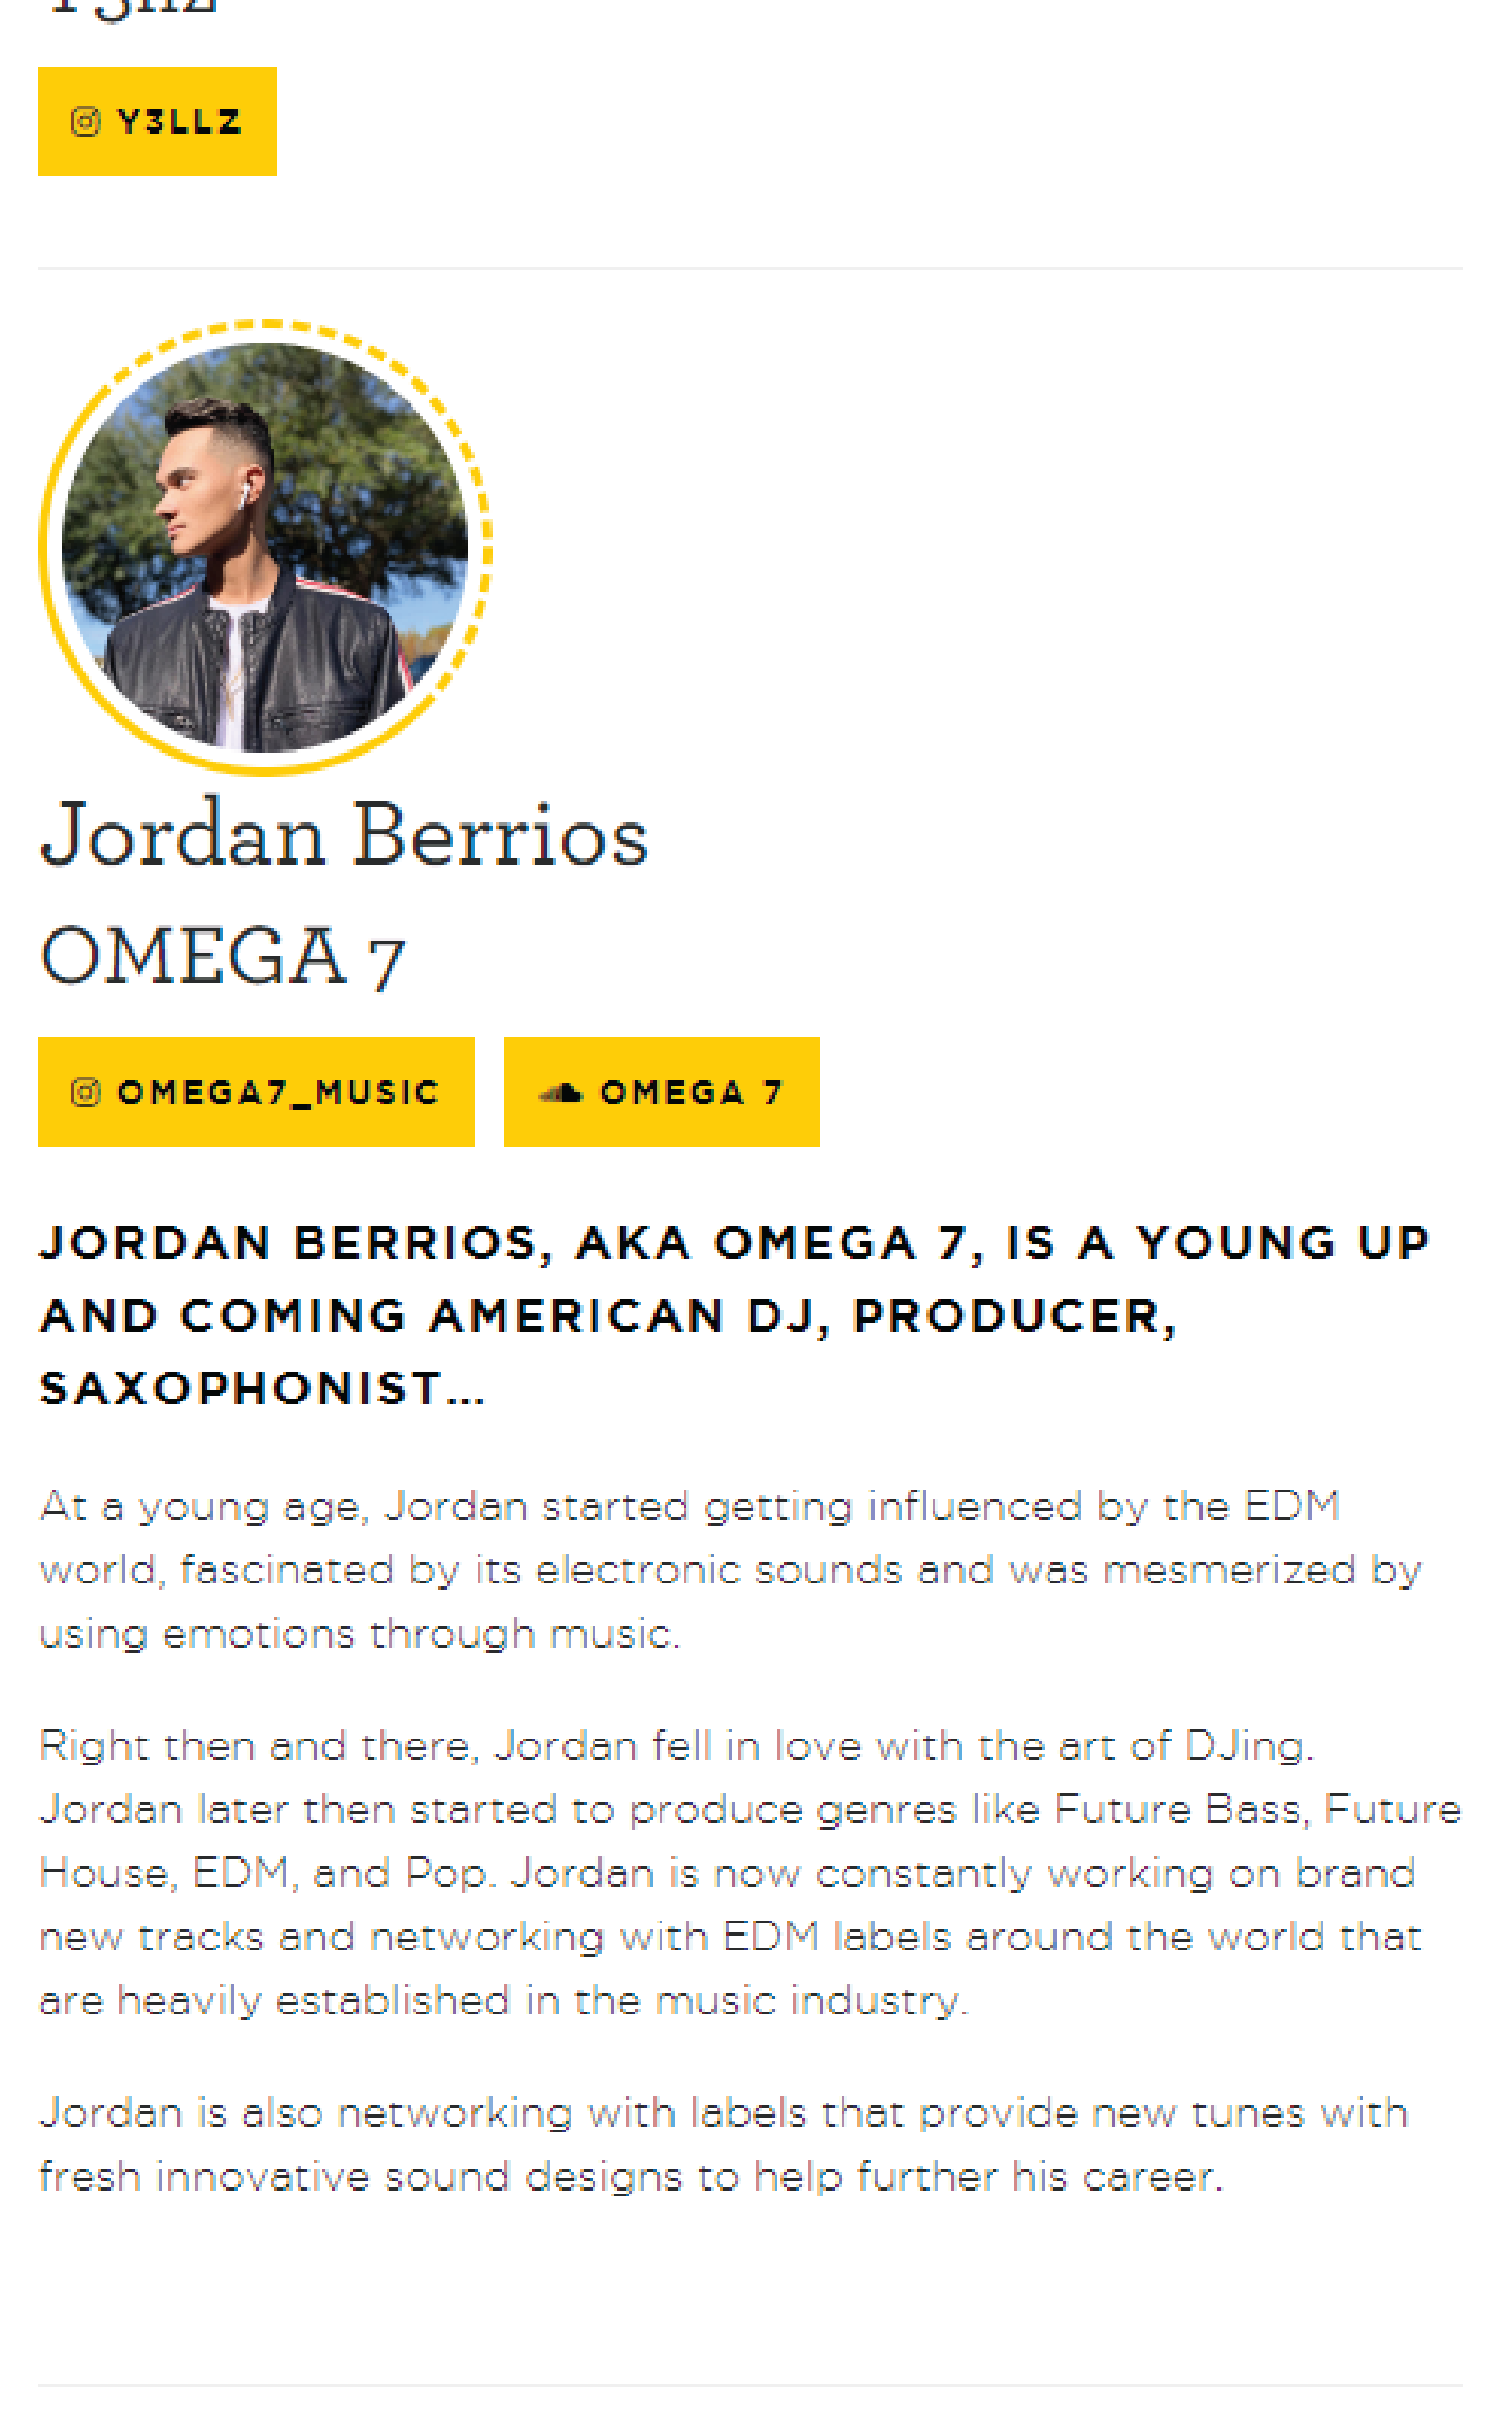 Y3llz
Y3LLZ
Jordan Berrios
OMEGA 7
OMEGA7_MUSIC OMEGA 7
JORDAN BERRIOS, AKA OMEGA 7, IS A YOUNG UP
AND COMING AMERICAN DJ, PRODUCER,
SAXOPHONIST...
At a young age, Jordan started getting influenced by the EDM
world, fascinated by its electronic sounds and was mesmerized by
using emotions through music.
Right then and there, Jordan fell in love with the art of DJing.
Jordan later then started to produce genres like Future Bass, Future
House, EDM, and Pop. Jordan is now constantly working on brand
new tracks and networking with EDM labels around the world that
are heavily established in the music industry.
Jordan is also networking with labels that provide new tunes with
fresh innovative sound designs to help further his career.